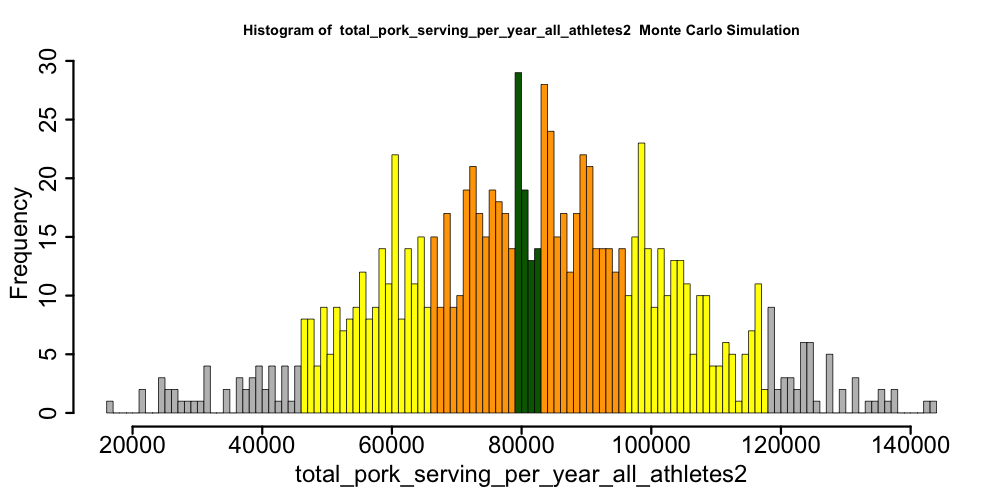 Histogram of  total_pork_serving_per_year_all_athletes2  Monte Carlo Simulation
Frequency
30
25
20
15
10
5
0
20000 40000 60000 80000 100000 120000 140000
total_pork_serving_per_year_all_athletes2